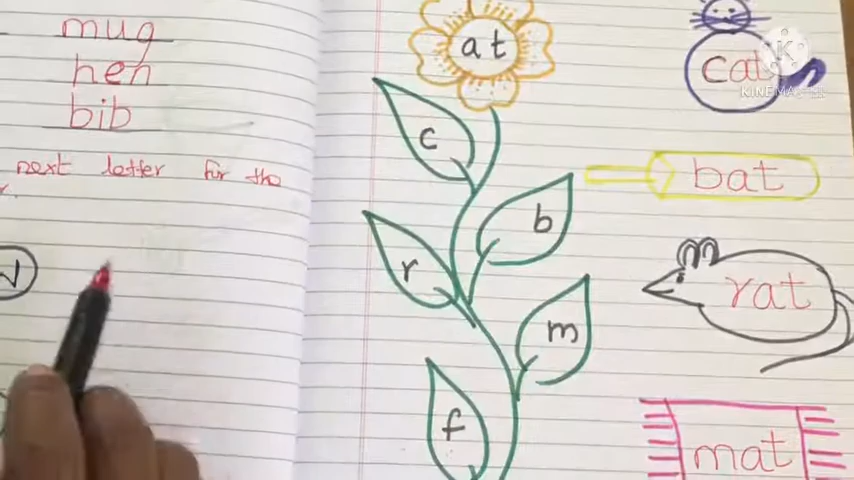 mug
hen
bib
next letter for the
N
at
c
b
r
m
f
cat
bat
rat
mat
KINEMASTER